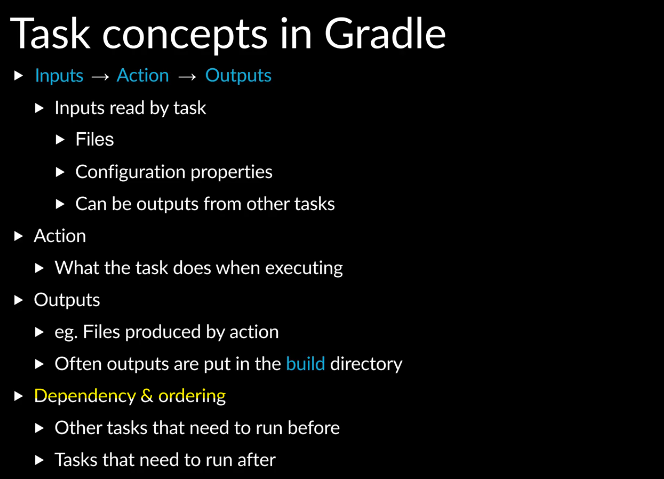 Task concepts in Gradle
Inputs → Action → Outputs
Inputs read by task
Files
Configuration properties
Can be outputs from other tasks
Action
What the task does when executing
Outputs
eg. Files produced by action
Often outputs are put in the build directory
Dependency & ordering
Other tasks that need to run before
Tasks that need to run after